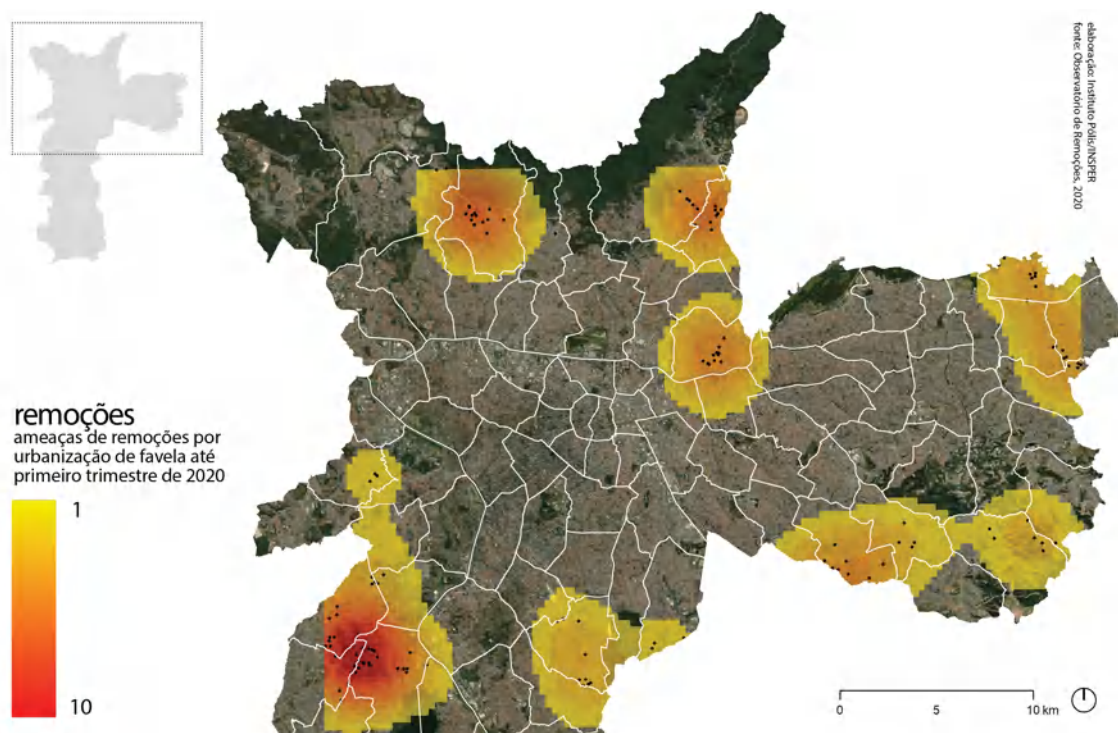 elaboração: Instituto Pólis/INSPER
fonte: Observatório de Remoções, 2020
remoções
ameaças de remoções por
urbanização de favela até
primeiro trimestre de 2020
1
10
0 5 10 km